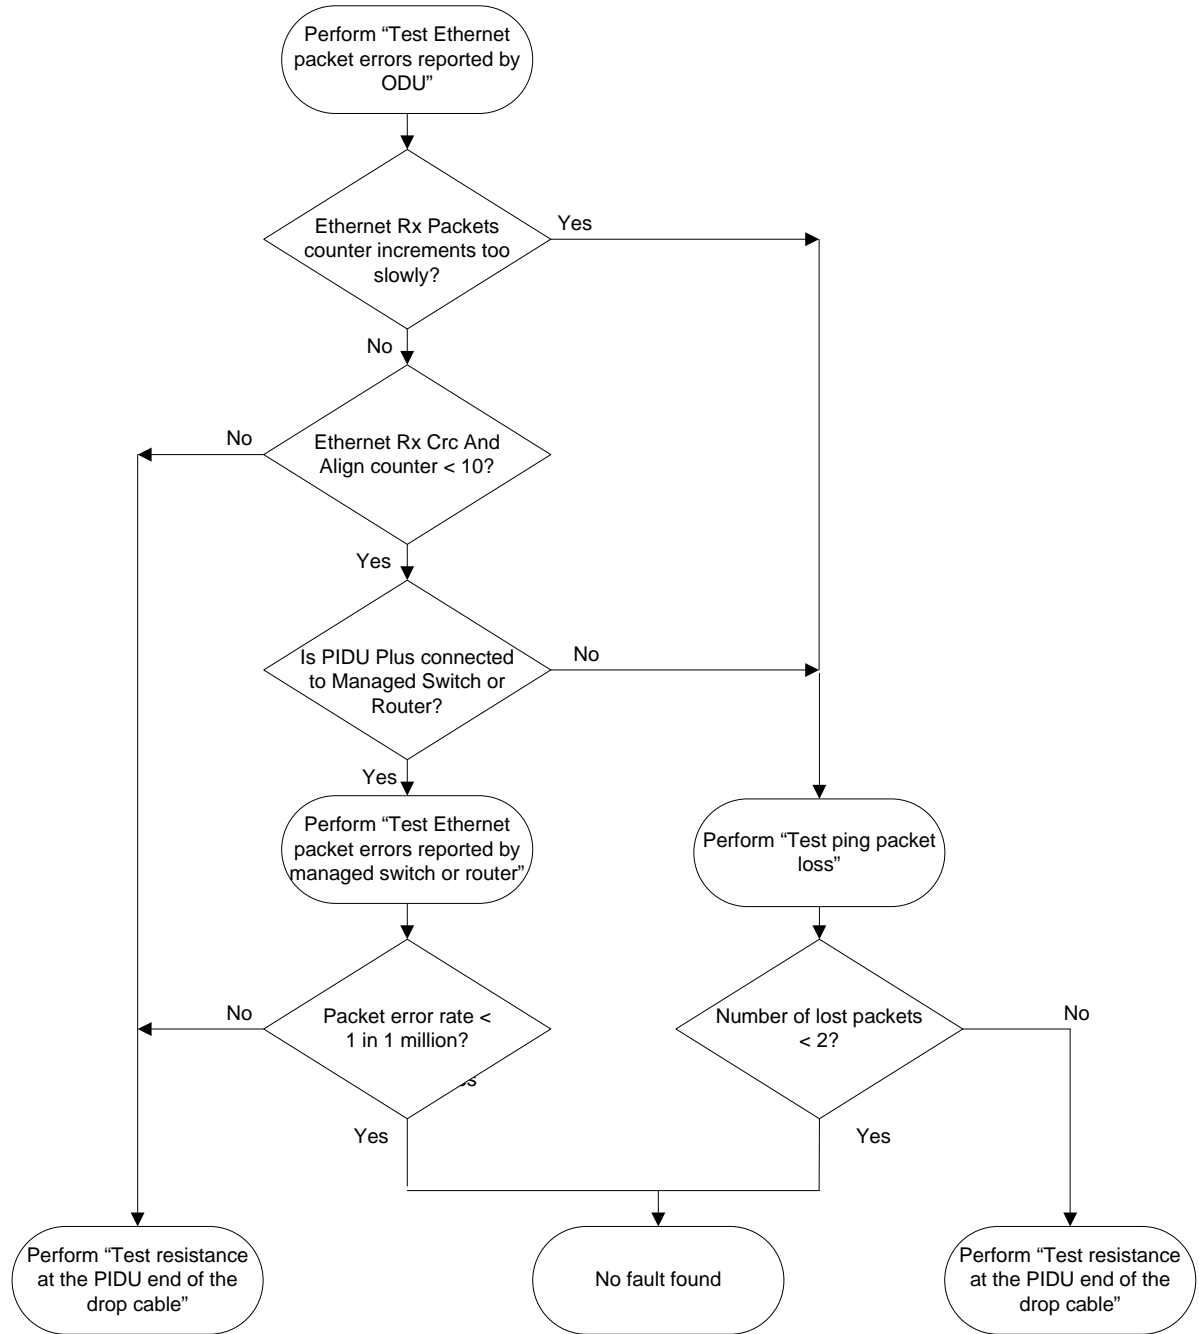 Perform “Test Ethernet
packet errors reported by
ODU”
Ethernet Rx Packets
counter increments too
slowly?
Yes
No
Ethernet Rx Crc And
Align counter < 10?
No
Yes
Is PIDU Plus connected
to Managed Switch or
Router?
No
Yes
Perform “Test Ethernet
packet errors reported by
managed switch or router”
Perform “Test ping packet
loss”
Packet error rate <
1 in 1 million?
No
Number of lost packets
< 2?
No
Yes
Yes
Perform “Test resistance
at the PIDU end of the
drop cable”
No fault found
Perform “Test resistance
at the PIDU end of the
drop cable”